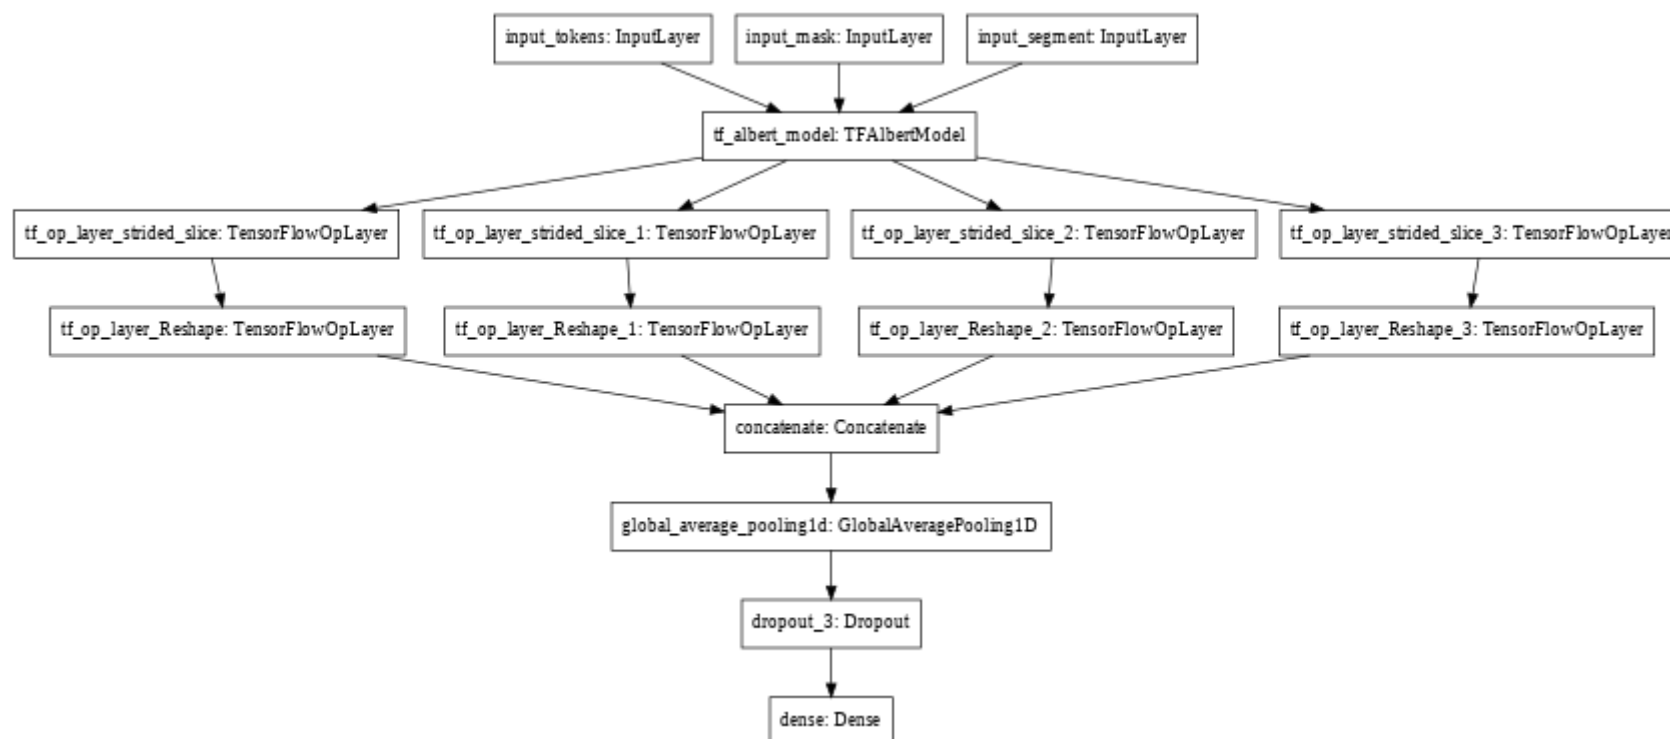 input_tokens: InputLayer
input_mask: InputLayer
input_segment: InputLayer
tf_albert_model: TFAlbertModel
tf_op_layer_strided_slice: TensorFlowOpLayer
tf_op_layer_strided_slice_1: TensorFlowOpLayer
tf_op_layer_strided_slice_2: TensorFlowOpLayer
tf_op_layer_strided_slice_3: TensorFlowOpLayer
tf_op_layer_Reshape: TensorFlowOpLayer
tf_op_layer_Reshape_1: TensorFlowOpLayer
tf_op_layer_Reshape_2: TensorFlowOpLayer
tf_op_layer_Reshape_3: TensorFlowOpLayer
concatenate: Concatenate
global_average_pooling1d: GlobalAveragePooling1D
dropout_3: Dropout
dense: Dense